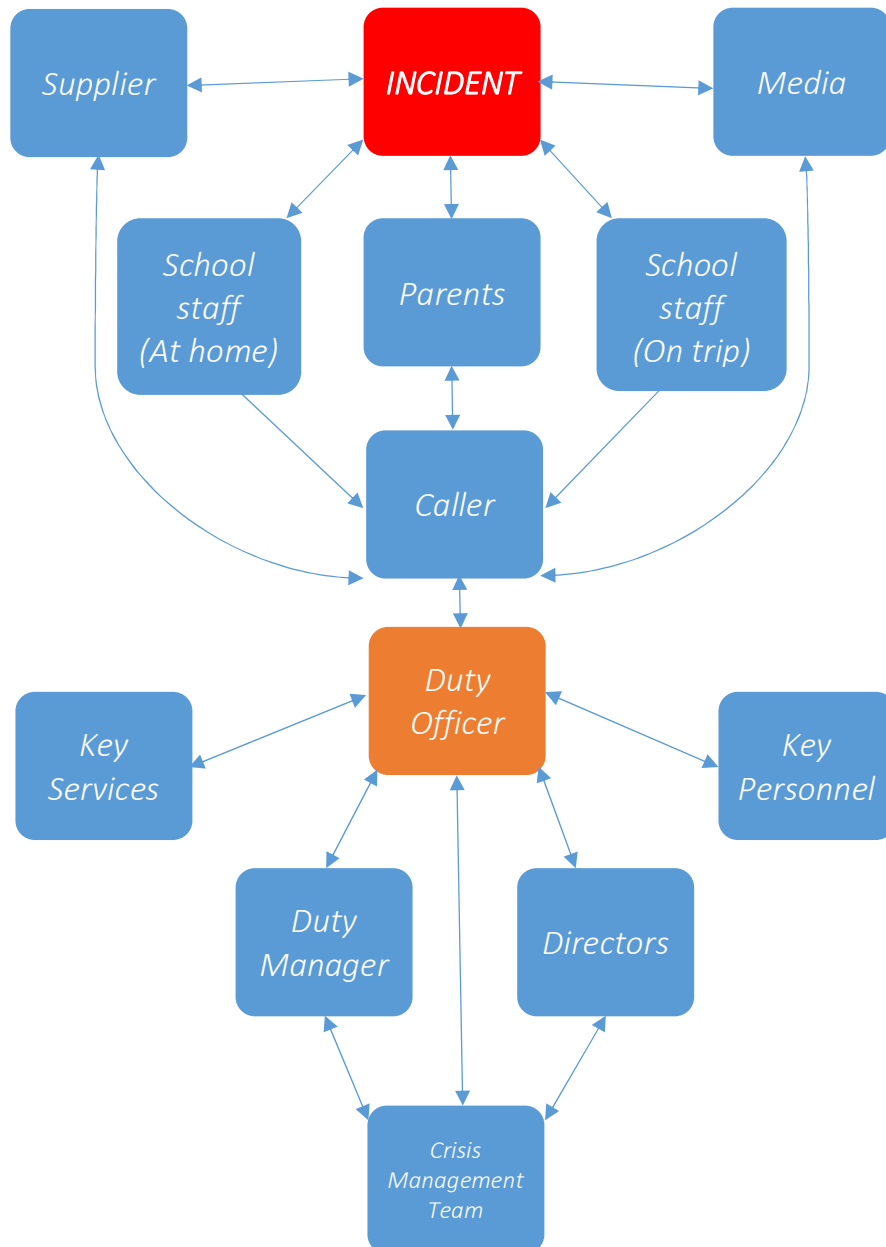 Supplier
INCIDENT
Media
School
staff
(At home)
Parents
School
staff
(On trip)
Caller
Duty
Officer
Key
Services
Key
Personnel
Duty
Manager
Directors
Crisis
Management
Team